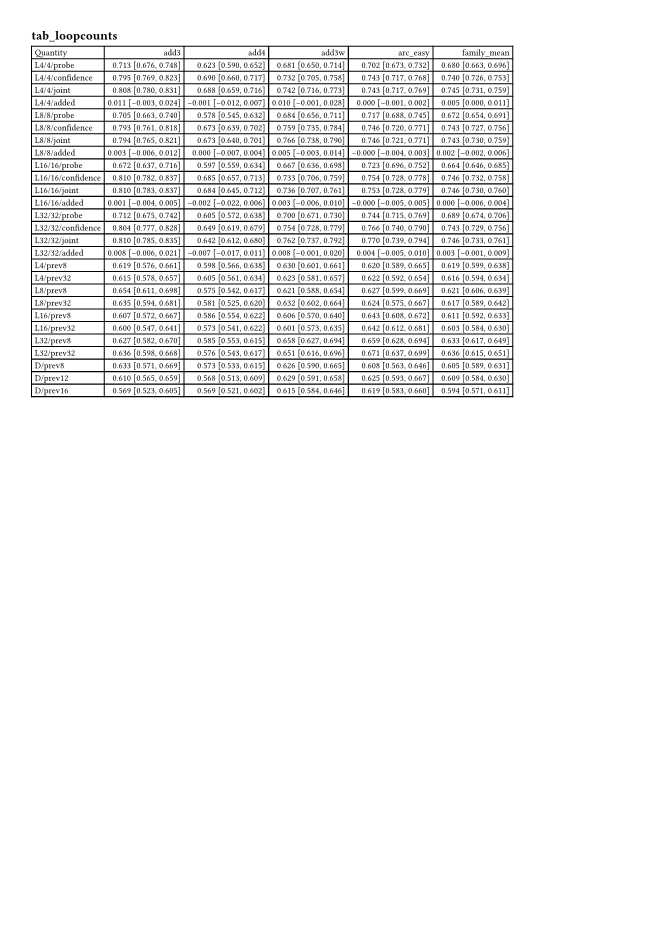 tab_loopcounts
Quantity add3 add4 add3w arc_easy family_mean
L4/4/probe 0.713 [0.676, 0.748] 0.623 [0.590, 0.652] 0.681 [0.650, 0.714] 0.702 [0.673, 0.732] 0.680 [0.663, 0.696]
L4/4/confidence 0.795 [0.769, 0.823] 0.690 [0.660, 0.717] 0.732 [0.705, 0.758] 0.743 [0.717, 0.768] 0.740 [0.726, 0.753]
L4/4/joint 0.808 [0.780, 0.831] 0.688 [0.659, 0.716] 0.742 [0.716, 0.773] 0.743 [0.717, 0.769] 0.745 [0.731, 0.759]
L4/4/added 0.011 [−0.003, 0.024] −0.001 [−0.012, 0.007] 0.010 [−0.001, 0.028] 0.000 [−0.001, 0.002] 0.005 [0.000, 0.011]
L8/8/probe 0.705 [0.663, 0.740] 0.578 [0.545, 0.632] 0.684 [0.656, 0.711] 0.717 [0.688, 0.745] 0.672 [0.654, 0.691]
L8/8/confidence 0.793 [0.761, 0.818] 0.673 [0.639, 0.702] 0.759 [0.735, 0.784] 0.746 [0.720, 0.771] 0.743 [0.727, 0.756]
L8/8/joint 0.794 [0.765, 0.821] 0.673 [0.640, 0.701] 0.766 [0.738, 0.790] 0.746 [0.721, 0.771] 0.743 [0.730, 0.759]
L8/8/added 0.003 [−0.006, 0.012] 0.000 [−0.007, 0.004] 0.005 [−0.003, 0.014] −0.000 [−0.004, 0.003] 0.002 [−0.002, 0.006]
L16/16/probe 0.672 [0.637, 0.716] 0.597 [0.559, 0.634] 0.667 [0.636, 0.698] 0.723 [0.696, 0.752] 0.664 [0.646, 0.685]
L16/16/confidence 0.810 [0.782, 0.837] 0.685 [0.657, 0.713] 0.733 [0.706, 0.759] 0.754 [0.728, 0.778] 0.746 [0.732, 0.758]
L16/16/joint 0.810 [0.783, 0.837] 0.684 [0.645, 0.712] 0.736 [0.707, 0.761] 0.753 [0.728, 0.779] 0.746 [0.730, 0.760]
L16/16/added 0.001 [−0.004, 0.005] −0.002 [−0.022, 0.006] 0.003 [−0.006, 0.010] −0.000 [−0.005, 0.005] 0.000 [−0.006, 0.004]
L32/32/probe 0.712 [0.675, 0.742] 0.605 [0.572, 0.638] 0.700 [0.671, 0.730] 0.744 [0.715, 0.769] 0.689 [0.674, 0.706]
L32/32/confidence 0.804 [0.777, 0.828] 0.649 [0.619, 0.679] 0.754 [0.728, 0.779] 0.766 [0.740, 0.790] 0.743 [0.729, 0.756]
L32/32/joint 0.810 [0.785, 0.835] 0.642 [0.612, 0.680] 0.762 [0.737, 0.792] 0.770 [0.739, 0.794] 0.746 [0.733, 0.761]
L32/32/added 0.008 [−0.006, 0.021] −0.007 [−0.017, 0.011] 0.008 [−0.001, 0.020] 0.004 [−0.005, 0.010] 0.003 [−0.001, 0.009]
L4/prev8 0.619 [0.576, 0.661] 0.598 [0.566, 0.638] 0.630 [0.601, 0.661] 0.620 [0.589, 0.665] 0.619 [0.599, 0.638]
L4/prev32 0.615 [0.578, 0.657] 0.605 [0.561, 0.634] 0.623 [0.581, 0.657] 0.622 [0.592, 0.654] 0.616 [0.594, 0.634]
L8/prev8 0.654 [0.611, 0.698] 0.575 [0.542, 0.617] 0.621 [0.588, 0.654] 0.627 [0.599, 0.669] 0.621 [0.606, 0.639]
L8/prev32 0.635 [0.594, 0.681] 0.581 [0.525, 0.620] 0.632 [0.602, 0.664] 0.624 [0.575, 0.667] 0.617 [0.589, 0.642]
L16/prev8 0.607 [0.572, 0.667] 0.586 [0.554, 0.622] 0.606 [0.570, 0.640] 0.643 [0.608, 0.672] 0.611 [0.592, 0.633]
L16/prev32 0.600 [0.547, 0.641] 0.573 [0.541, 0.622] 0.601 [0.573, 0.635] 0.642 [0.612, 0.681] 0.603 [0.584, 0.630]
L32/prev8 0.627 [0.582, 0.670] 0.585 [0.553, 0.615] 0.658 [0.627, 0.694] 0.659 [0.628, 0.694] 0.633 [0.617, 0.649]
L32/prev32 0.636 [0.598, 0.668] 0.576 [0.543, 0.617] 0.651 [0.616, 0.696] 0.671 [0.637, 0.699] 0.636 [0.615, 0.651]
D/prev8 0.633 [0.571, 0.669] 0.573 [0.533, 0.615] 0.626 [0.590, 0.665] 0.608 [0.563, 0.646] 0.605 [0.589, 0.631]
D/prev12 0.610 [0.565, 0.659] 0.568 [0.513, 0.609] 0.629 [0.591, 0.658] 0.625 [0.593, 0.667] 0.609 [0.584, 0.630]
D/prev16 0.569 [0.523, 0.605] 0.569 [0.521, 0.602] 0.615 [0.584, 0.646] 0.619 [0.583, 0.660] 0.594 [0.571, 0.611]